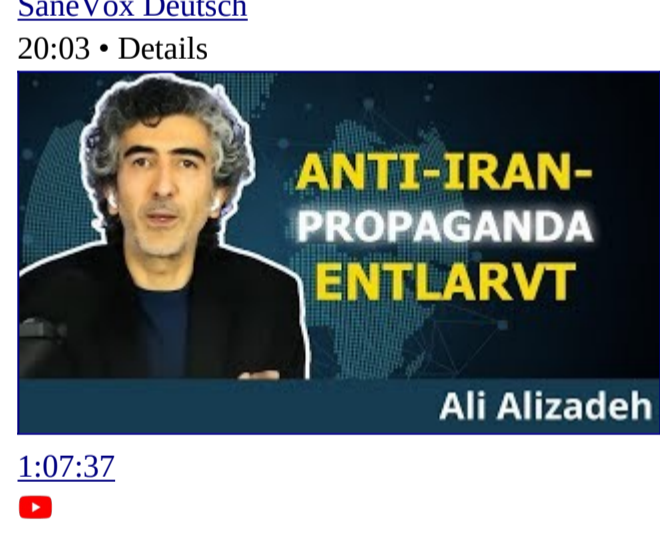 SaneVox Deutsch
20:03 • Details
ANTI-IRAN-
PROPAGANDA
ENTLARVT
Ali Alizadeh
1:07:37